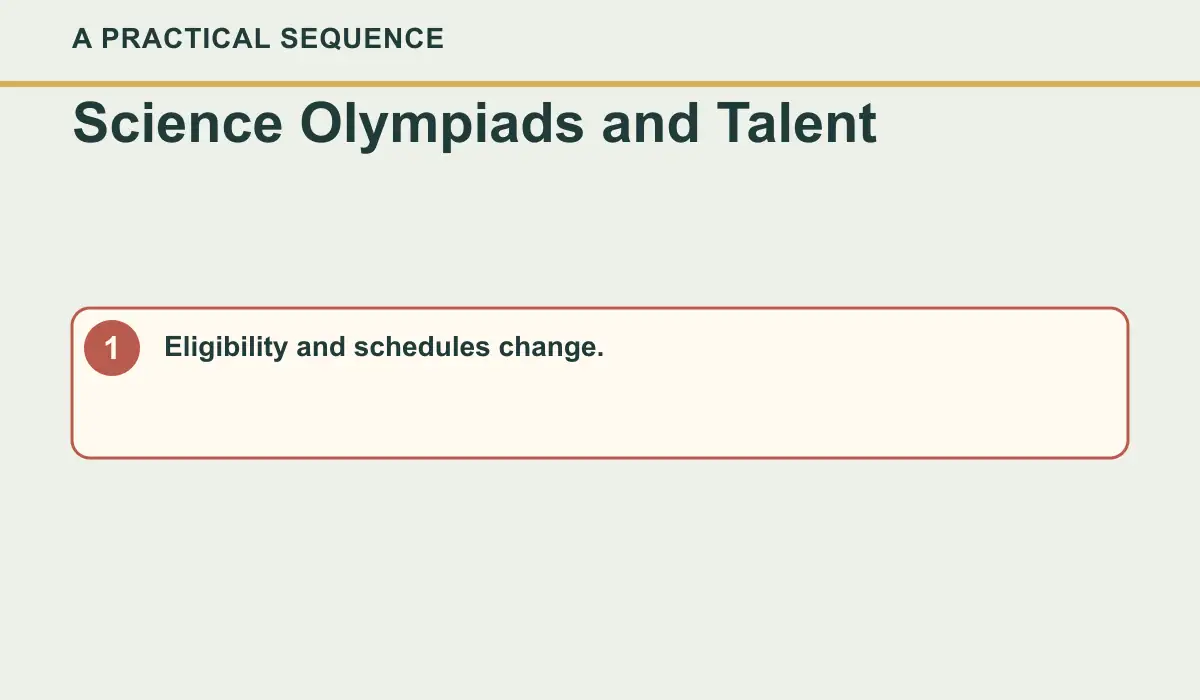 A PRACTICAL SEQUENCE
Science Olympiads and Talent
1 Eligibility and schedules change.